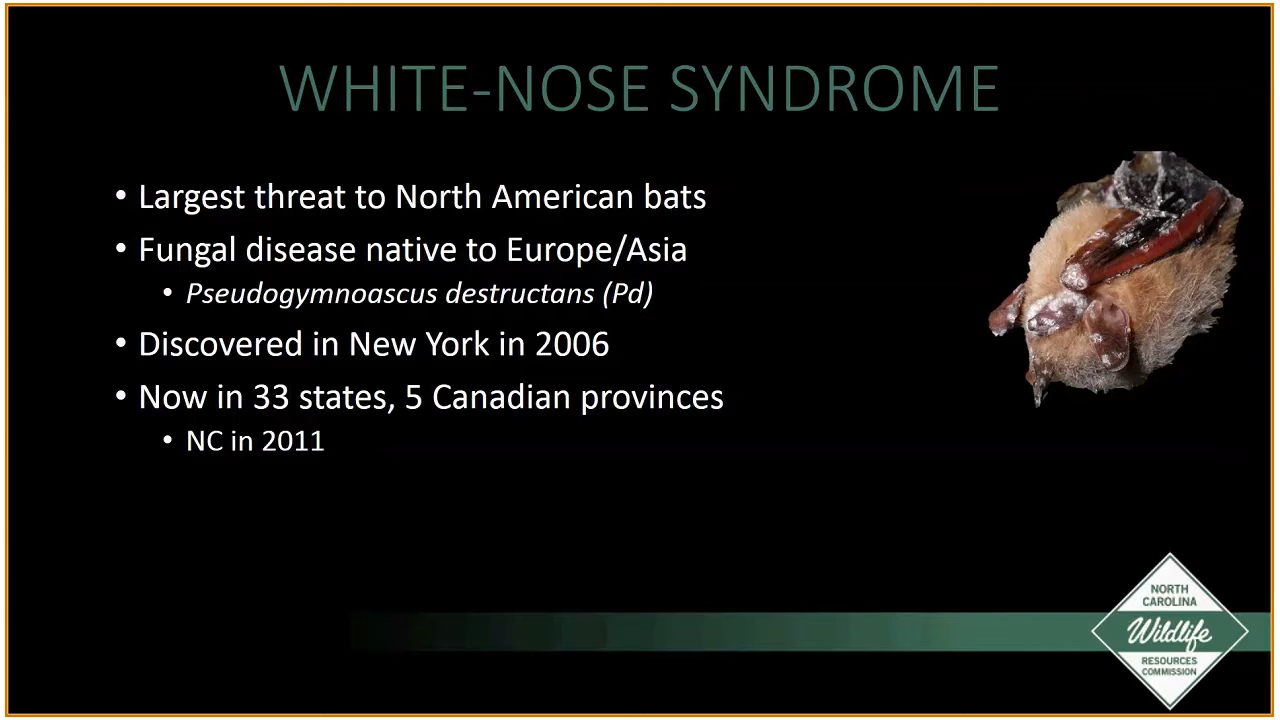 WHITE-NOSE SYNDROME
• Largest threat to North American bats
• Fungal disease native to Europe/Asia
• Pseudogymnoascus destructans (Pd)
• Discovered in New York in 2006
• Now in 33 states, 5 Canadian provinces
• NC in 2011
NORTH
CAROLINA
Wildlife
RESOURCES
COMMISSION